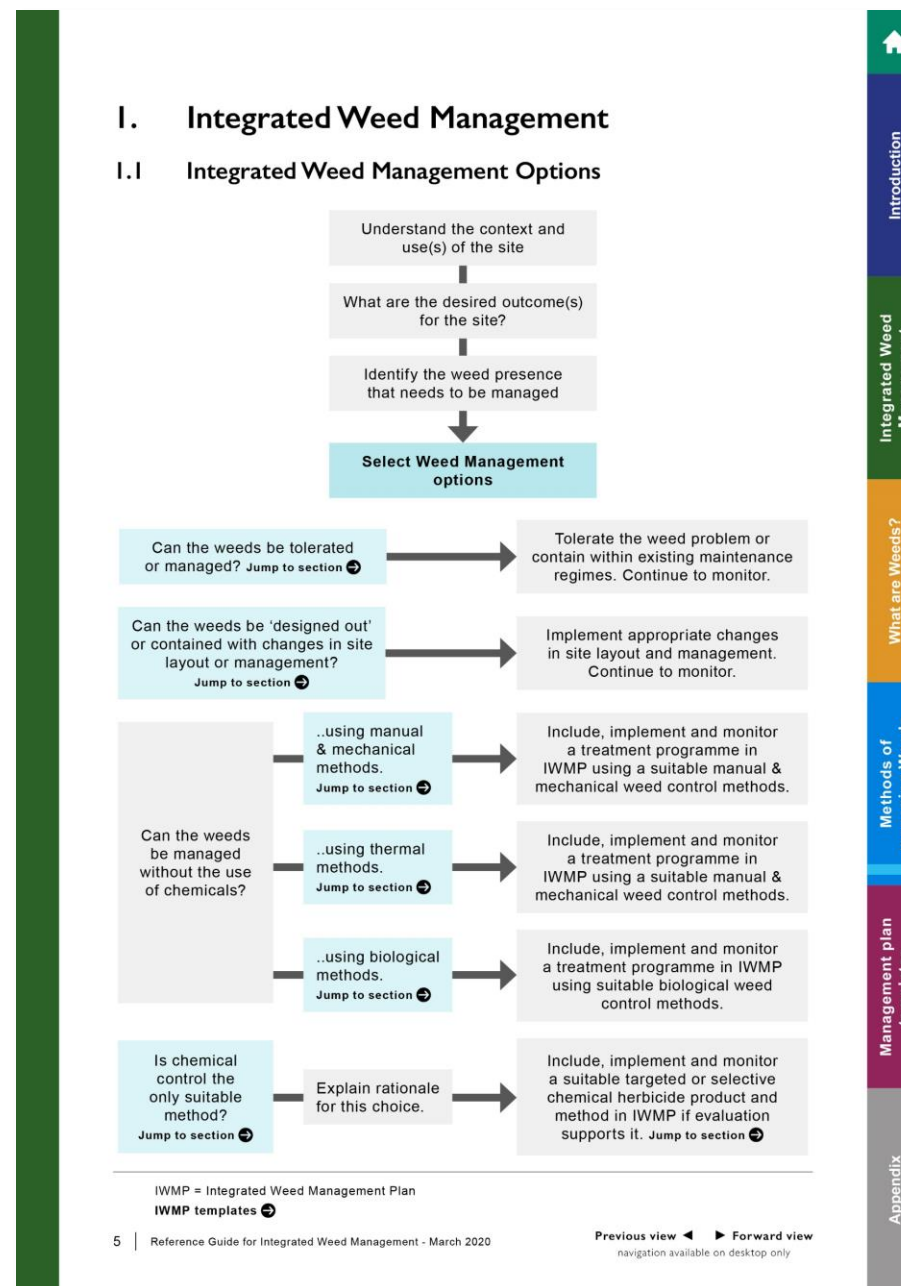 1. Integrated Weed Management
1.1 Integrated Weed Management Options
Understand the context and
use(s) of the site
What are the desired outcome(s)
for the site?
Identify the weed presence
that needs to be managed
Select Weed Management
options
Can the weeds be tolerated
or managed? Jump to section
Tolerate the weed problem or
contain within existing maintenance
regimes. Continue to monitor.
Can the weeds be ‘designed out’
or contained with changes in site
layout or management?
Jump to section
Implement appropriate changes
in site layout and management.
Continue to monitor.
Can the weeds
be managed
without the use
of chemicals?
..using manual
& mechanical
methods.
Jump to section
Include, implement and monitor
a treatment programme in
IWMP using a suitable manual &
mechanical weed control methods.
..using thermal
methods.
Jump to section
Include, implement and monitor
a treatment programme in
IWMP using a suitable manual &
mechanical weed control methods.
..using biological
methods.
Jump to section
Include, implement and monitor
a treatment programme in IWMP
using suitable biological weed
control methods.
Is chemical
control the
only suitable
method?
Jump to section
Explain rationale
for this choice.
Include, implement and monitor
a suitable targeted or selective
chemical herbicide product and
method in IWMP if evaluation
supports it. Jump to section
IWMP = Integrated Weed Management Plan
IWMP templates
5 | Reference Guide for Integrated Weed Management - March 2020
Previous view ◄ ► Forward view
navigation available on desktop only
Introduction
Integrated Weed
What are Weeds?
Methods of
Management plan
Appendix